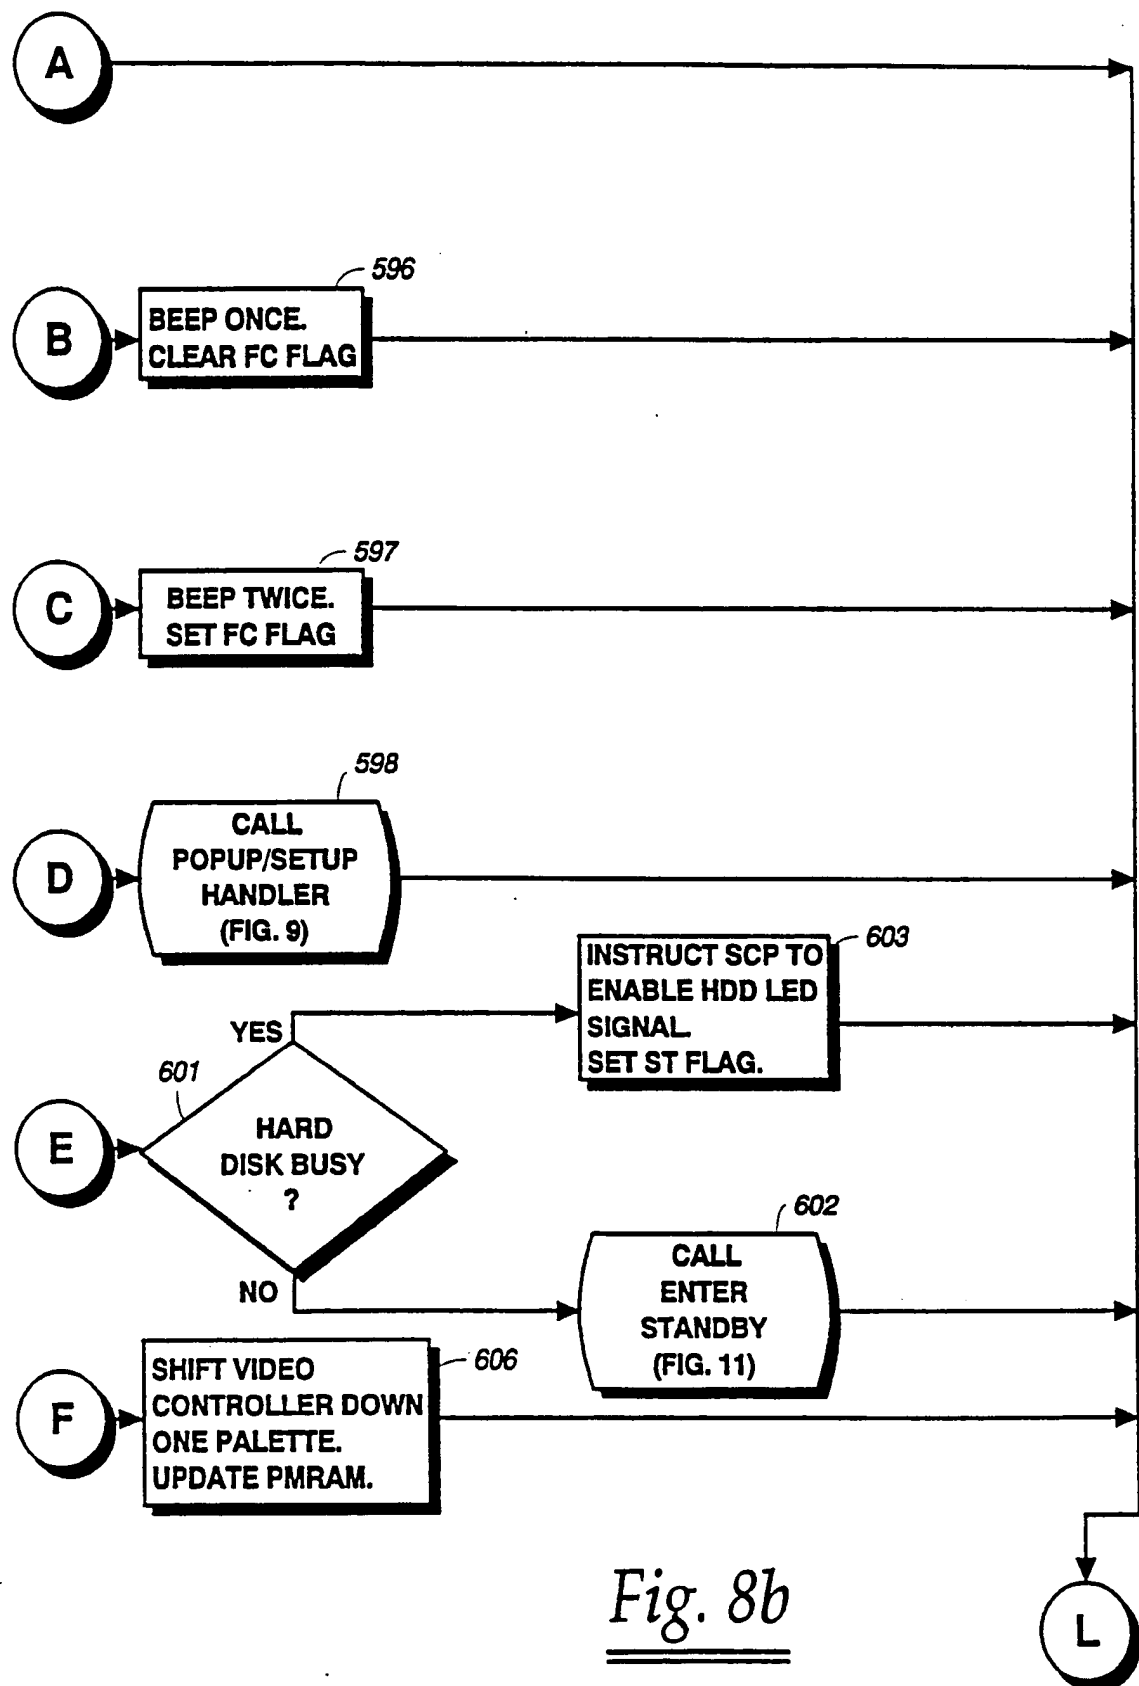 A
596
B
BEEP ONCE.
CLEAR FC FLAG
597
C
BEEP TWICE.
SET FC FLAG
598
D
CALL
POPUP/SETUP
HANDLER
(FIG. 9)
603
INSTRUCT SCP TO
ENABLE HDD LED
SIGNAL.
SET ST FLAG.
YES
601
E
HARD
DISK BUSY
?
NO
602
CALL
ENTER
STANDBY
(FIG. 11)
606
F
SHIFT VIDEO
CONTROLLER DOWN
ONE PALETTE.
UPDATE PMRAM.
Fig. 8b
L